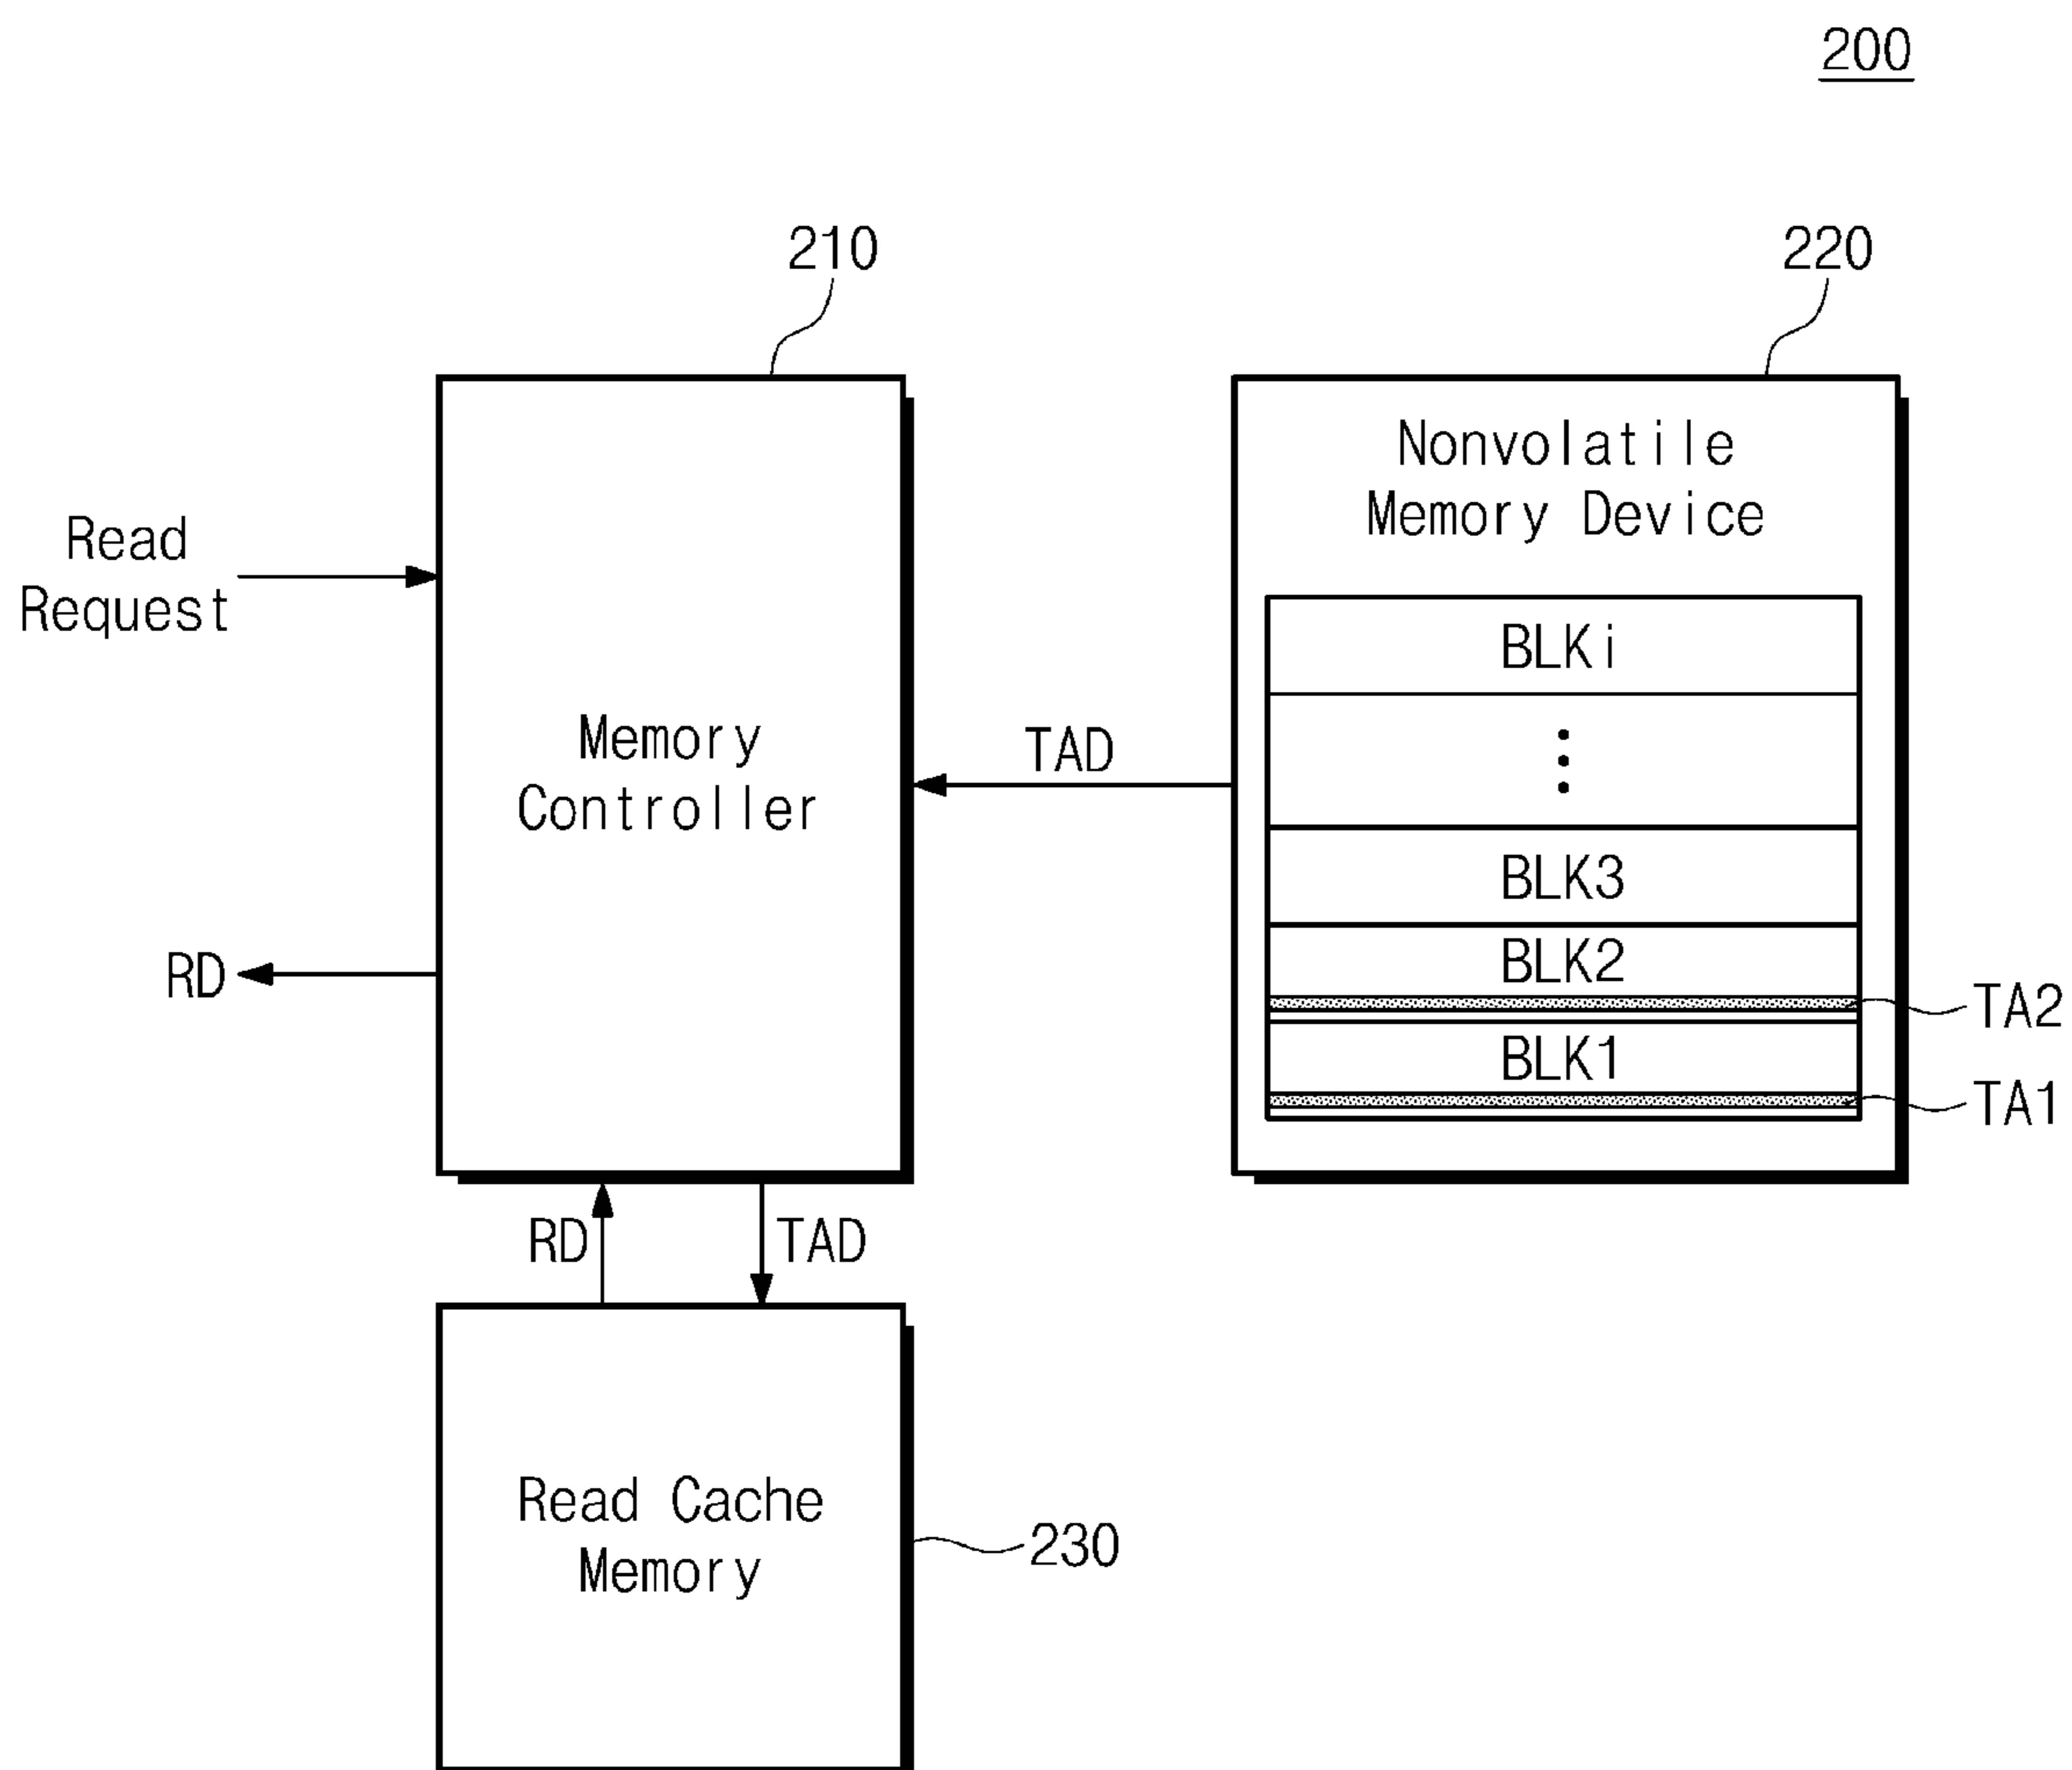 200
210
220
Read
Request
Memory
Controller
RD
TAD
Nonvolatile
Memory Device
BLKi
BLK3
BLK2
BLK1
TA2
TA1
RD
TAD
Read Cache
Memory
230